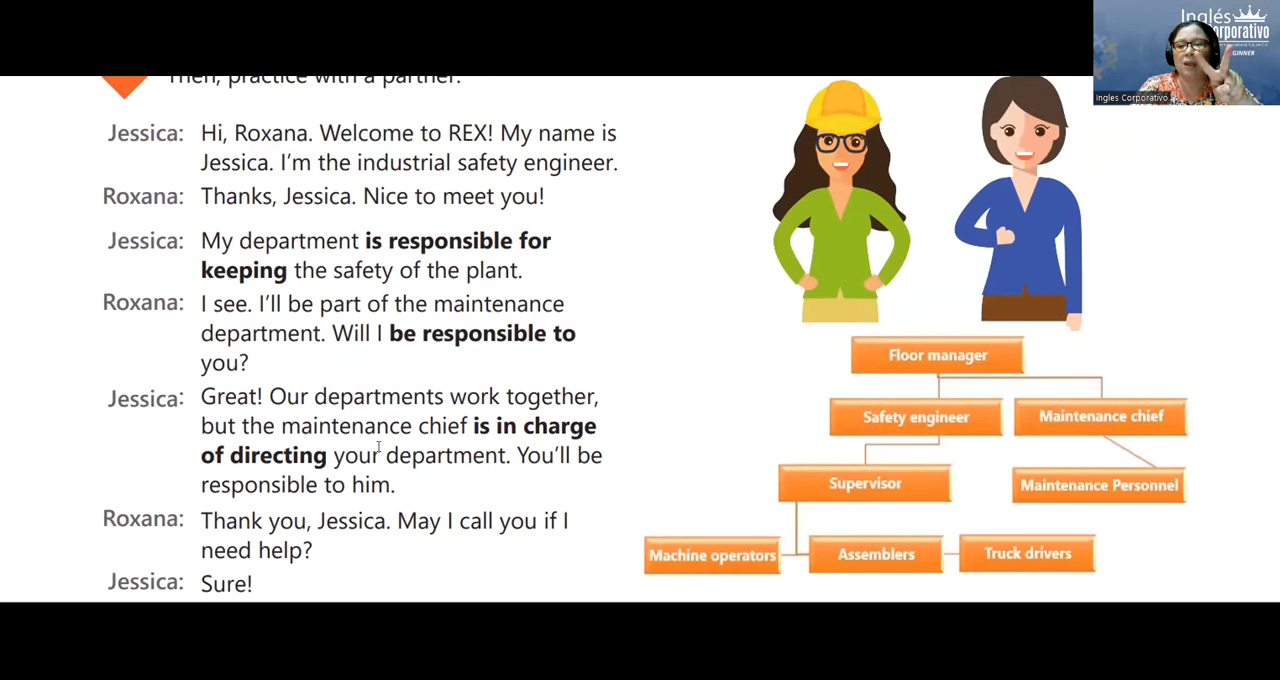 Then, practice with a partner.
Jessica: Hi, Roxana. Welcome to REX! My name is
Jessica. I'm the industrial safety engineer.
Roxana: Thanks, Jessica. Nice to meet you!
Jessica: My department is responsible for
keeping the safety of the plant.
Roxana: I see. I'll be part of the maintenance
department. Will I be responsible to
you?
Jessica: Great! Our departments work together,
but the maintenance chief is in charge
of directing your department. You'll be
responsible to him.
Roxana: Thank you, Jessica. May I call you if I
need help?
Jessica: Sure!
Floor manager
Safety engineer
Maintenance chief
Supervisor
Maintenance Personnel
Machine operators
Assemblers
Truck drivers
Inglés
orporativo
GINNER
Ingles Corporativo